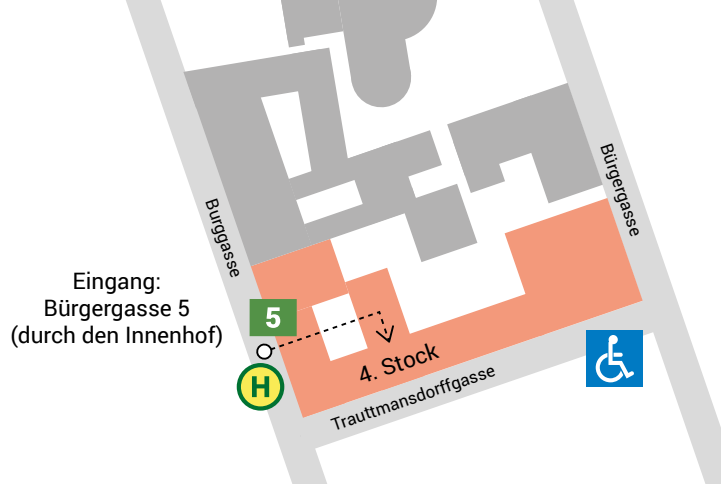 Bürgergasse
Burggasse
Eingang:
Bürgergasse 5
(durch den Innenhof)
5
H
4. Stock
Trauttmansdorffgasse